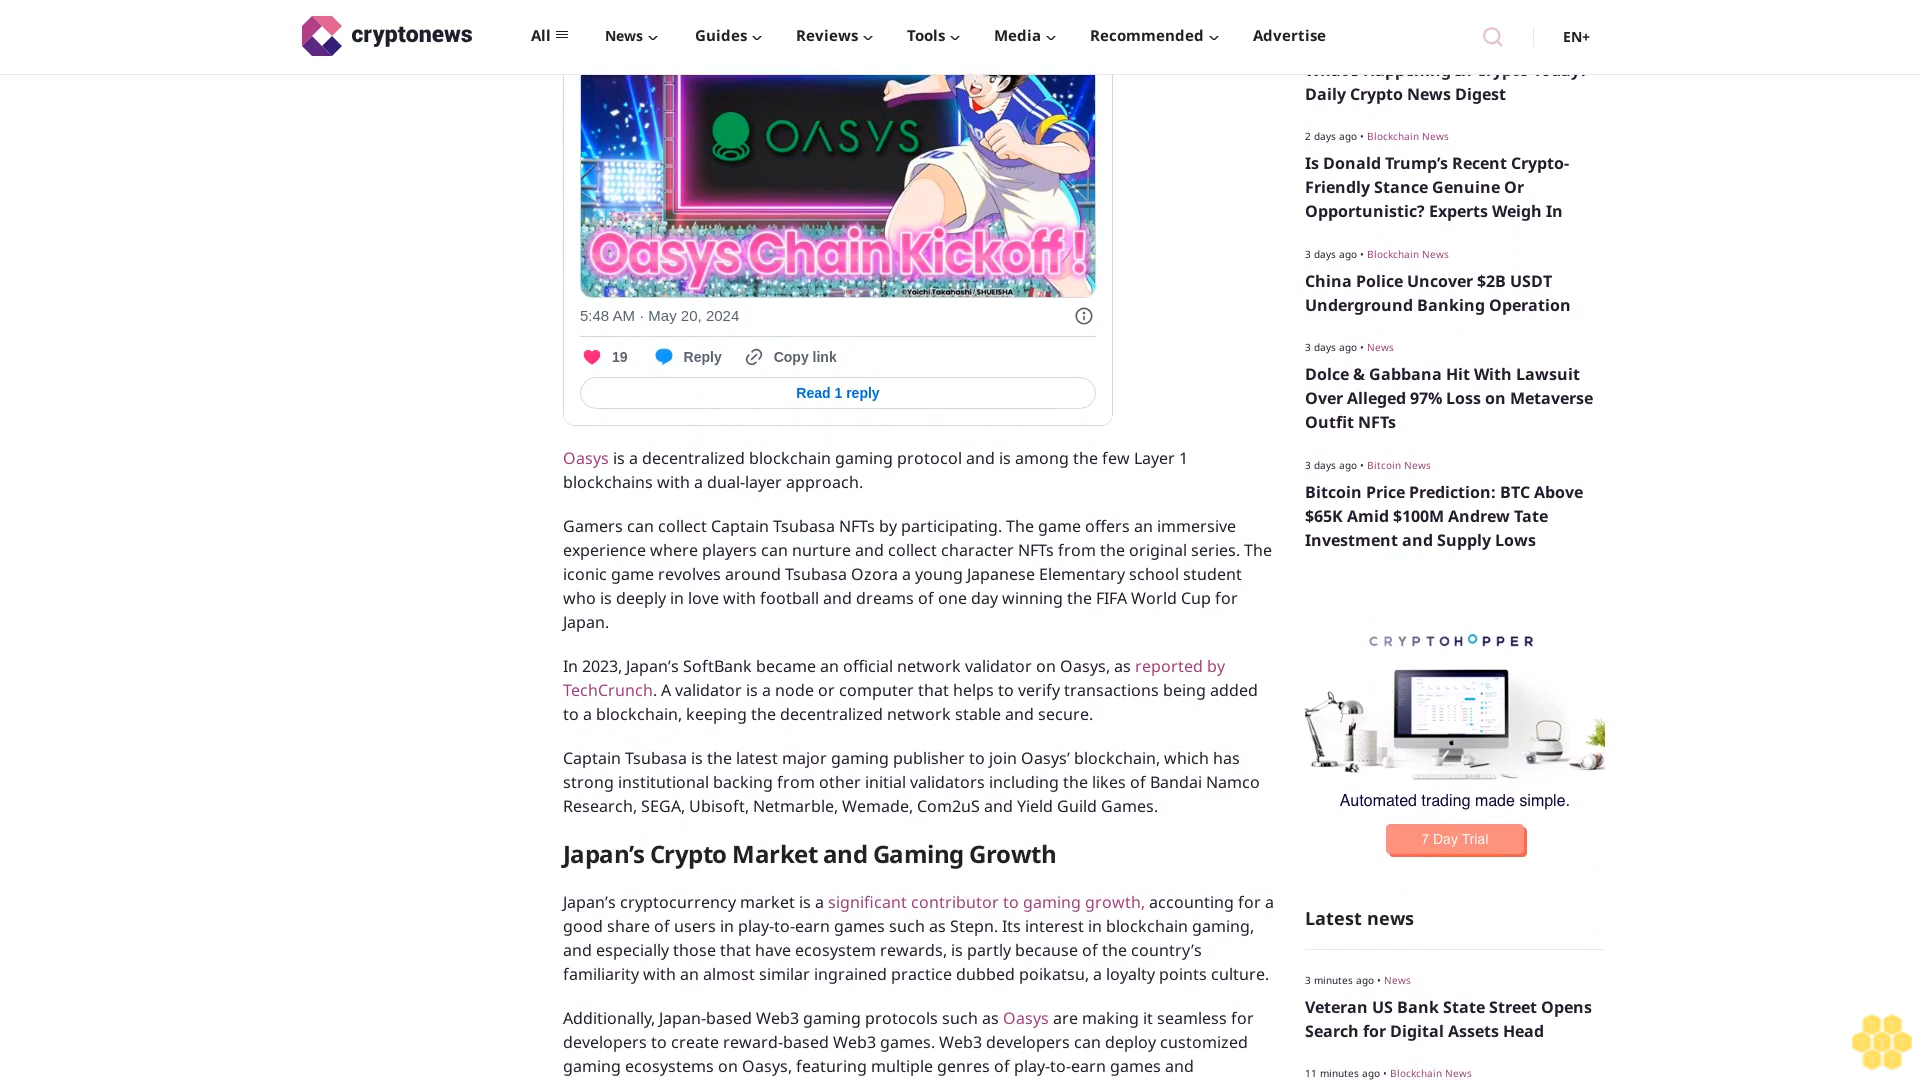 cryptonews
All
News
Guides
Reviews
Tools
Media
Recommended
Advertise
EN+
OASYS
10
Oasys Chain Kickoff !
©Yoichi Takahashi / SHUEISHA
5:48 AM · May 20, 2024
19
Reply
Copy link
Read 1 reply
Oasys is a decentralized blockchain gaming protocol and is among the few Layer 1
blockchains with a dual-layer approach.
Gamers can collect Captain Tsubasa NFTs by participating. The game offers an immersive
experience where players can nurture and collect character NFTs from the original series. The
iconic game revolves around Tsubasa Ozora a young Japanese Elementary school student
who is deeply in love with football and dreams of one day winning the FIFA World Cup for
Japan.
In 2023, Japan’s SoftBank became an official network validator on Oasys, as reported by
TechCrunch. A validator is a node or computer that helps to verify transactions being added
to a blockchain, keeping the decentralized network stable and secure.
Captain Tsubasa is the latest major gaming publisher to join Oasys’ blockchain, which has
strong institutional backing from other initial validators including the likes of Bandai Namco
Research, SEGA, Ubisoft, Netmarble, Wemade, Com2uS and Yield Guild Games.
Japan’s Crypto Market and Gaming Growth
Japan’s cryptocurrency market is a significant contributor to gaming growth, accounting for a
good share of users in play-to-earn games such as Stepn. Its interest in blockchain gaming,
and especially those that have ecosystem rewards, is partly because of the country’s
familiarity with an almost similar ingrained practice dubbed poikatsu, a loyalty points culture.
Additionally, Japan-based Web3 gaming protocols such as Oasys are making it seamless for
developers to create reward-based Web3 games. Web3 developers can deploy customized
gaming ecosystems on Oasys, featuring multiple genres of play-to-earn games and
What’s Happening in Crypto Today?
Daily Crypto News Digest
2 days ago • Blockchain News
Is Donald Trump’s Recent Crypto-
Friendly Stance Genuine Or
Opportunistic? Experts Weigh In
3 days ago • Blockchain News
China Police Uncover $2B USDT
Underground Banking Operation
3 days ago • News
Dolce & Gabbana Hit With Lawsuit
Over Alleged 97% Loss on Metaverse
Outfit NFTs
3 days ago • Bitcoin News
Bitcoin Price Prediction: BTC Above
$65K Amid $100M Andrew Tate
Investment and Supply Lows
CRYPTOHOPPER
Automated trading made simple.
7 Day Trial
Latest news
3 minutes ago • News
Veteran US Bank State Street Opens
Search for Digital Assets Head
11 minutes ago • Blockchain News